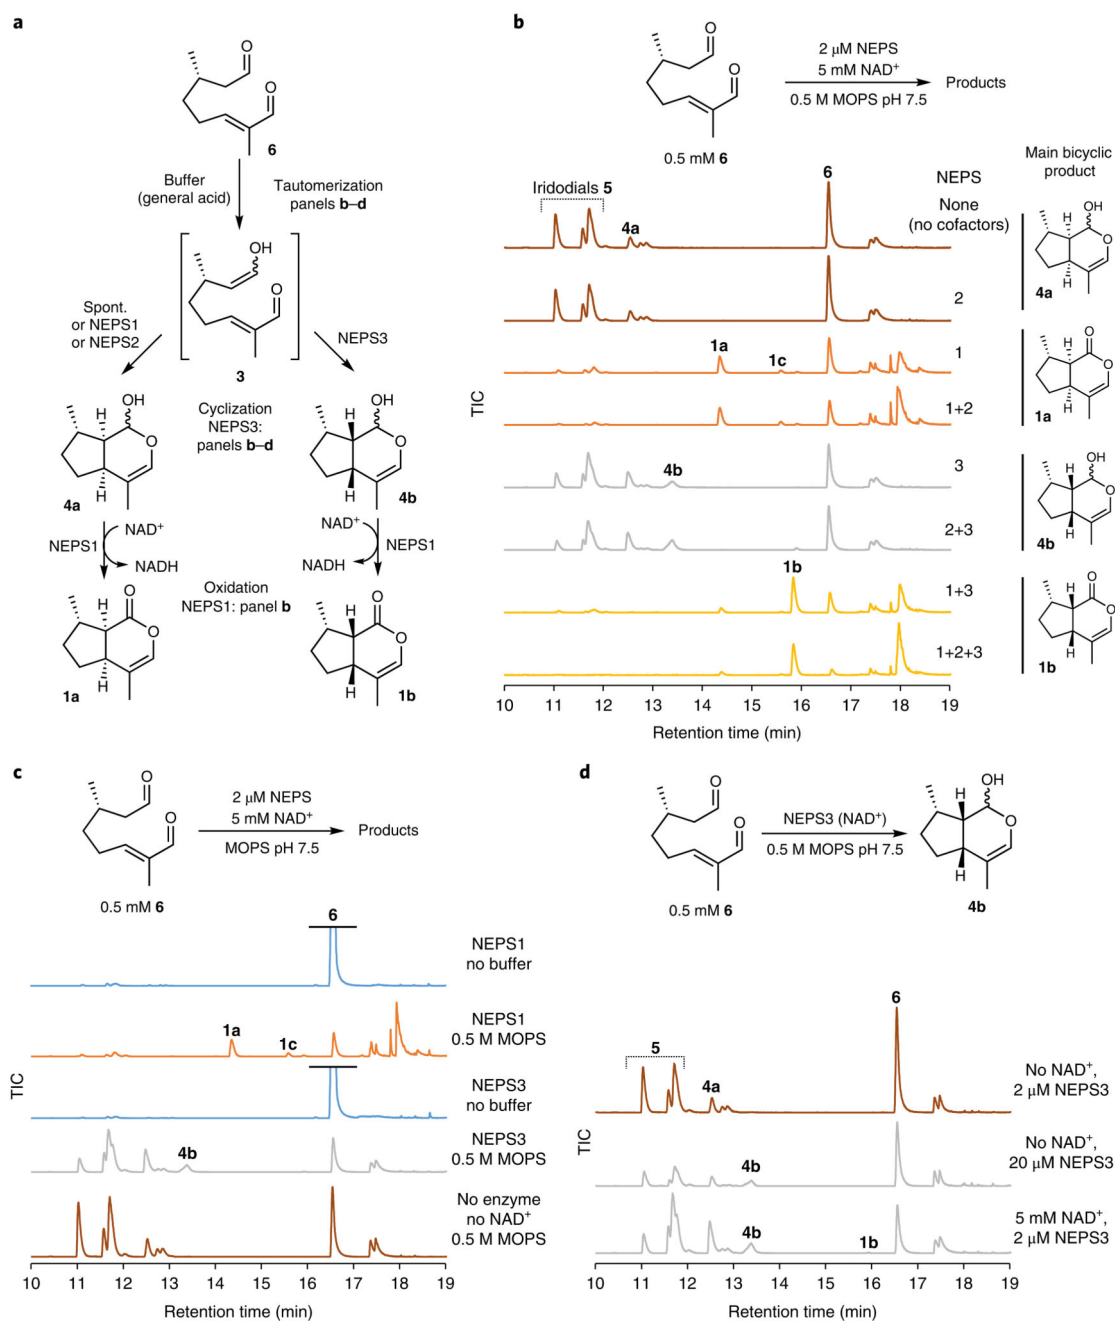 a
O
O
6
Buffer
(general acid)
Tautomerization
panels b–d
OH
O
3
Spont.
or NEPS1
or NEPS2
NEPS3
H
OH
O
H
4a
Cyclization
NEPS3:
panels b–d
H
OH
O
H
4b
NEPS1
NAD+
NADH
NAD+
NADH
NEPS1
Oxidation
NEPS1: panel b
H
O
O
H
1a
H
O
O
H
1b
b
O
O
0.5 mM 6
2 μM NEPS
5 mM NAD+
0.5 M MOPS pH 7.5
Products
Iridodials 5
4a
6
NEPS
None
(no cofactors)
2
1a
1c
1
1+2
4b
3
2+3
1b
1+3
1+2+3
TIC
10 11 12 13 14 15 16 17 18 19
Retention time (min)
Main bicyclic
product
OH
H
O
H
4a
O
H
O
H
1a
OH
H
O
H
4b
O
H
O
H
1b
c
O
O
0.5 mM 6
2 μM NEPS
5 mM NAD+
MOPS pH 7.5
Products
6
NEPS1
no buffer
1a
1c
NEPS1
0.5 M MOPS
NEPS3
no buffer
4b
NEPS3
0.5 M MOPS
No enzyme
no NAD+
0.5 M MOPS
TIC
10 11 12 13 14 15 16 17 18 19
Retention time (min)
d
O
O
0.5 mM 6
NEPS3 (NAD+)
0.5 M MOPS pH 7.5
OH
H
O
H
4b
5
4a
6
No NAD+,
2 μM NEPS3
4b
No NAD+,
20 μM NEPS3
4b
1b
5 mM NAD+,
2 μM NEPS3
TIC
10 11 12 13 14 15 16 17 18 19
Retention time (min)